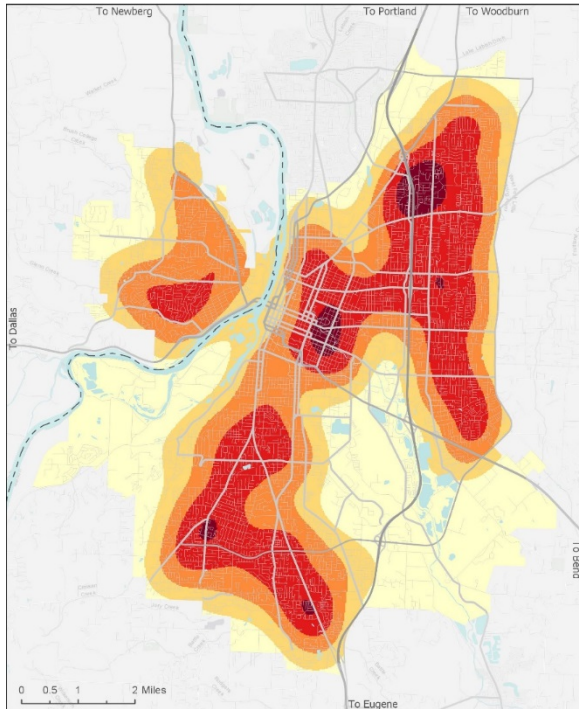 To Newberg
To Portland
To Woodburn
To Dallas
To Bend
0 0.5 1 2 Miles
To Eugene